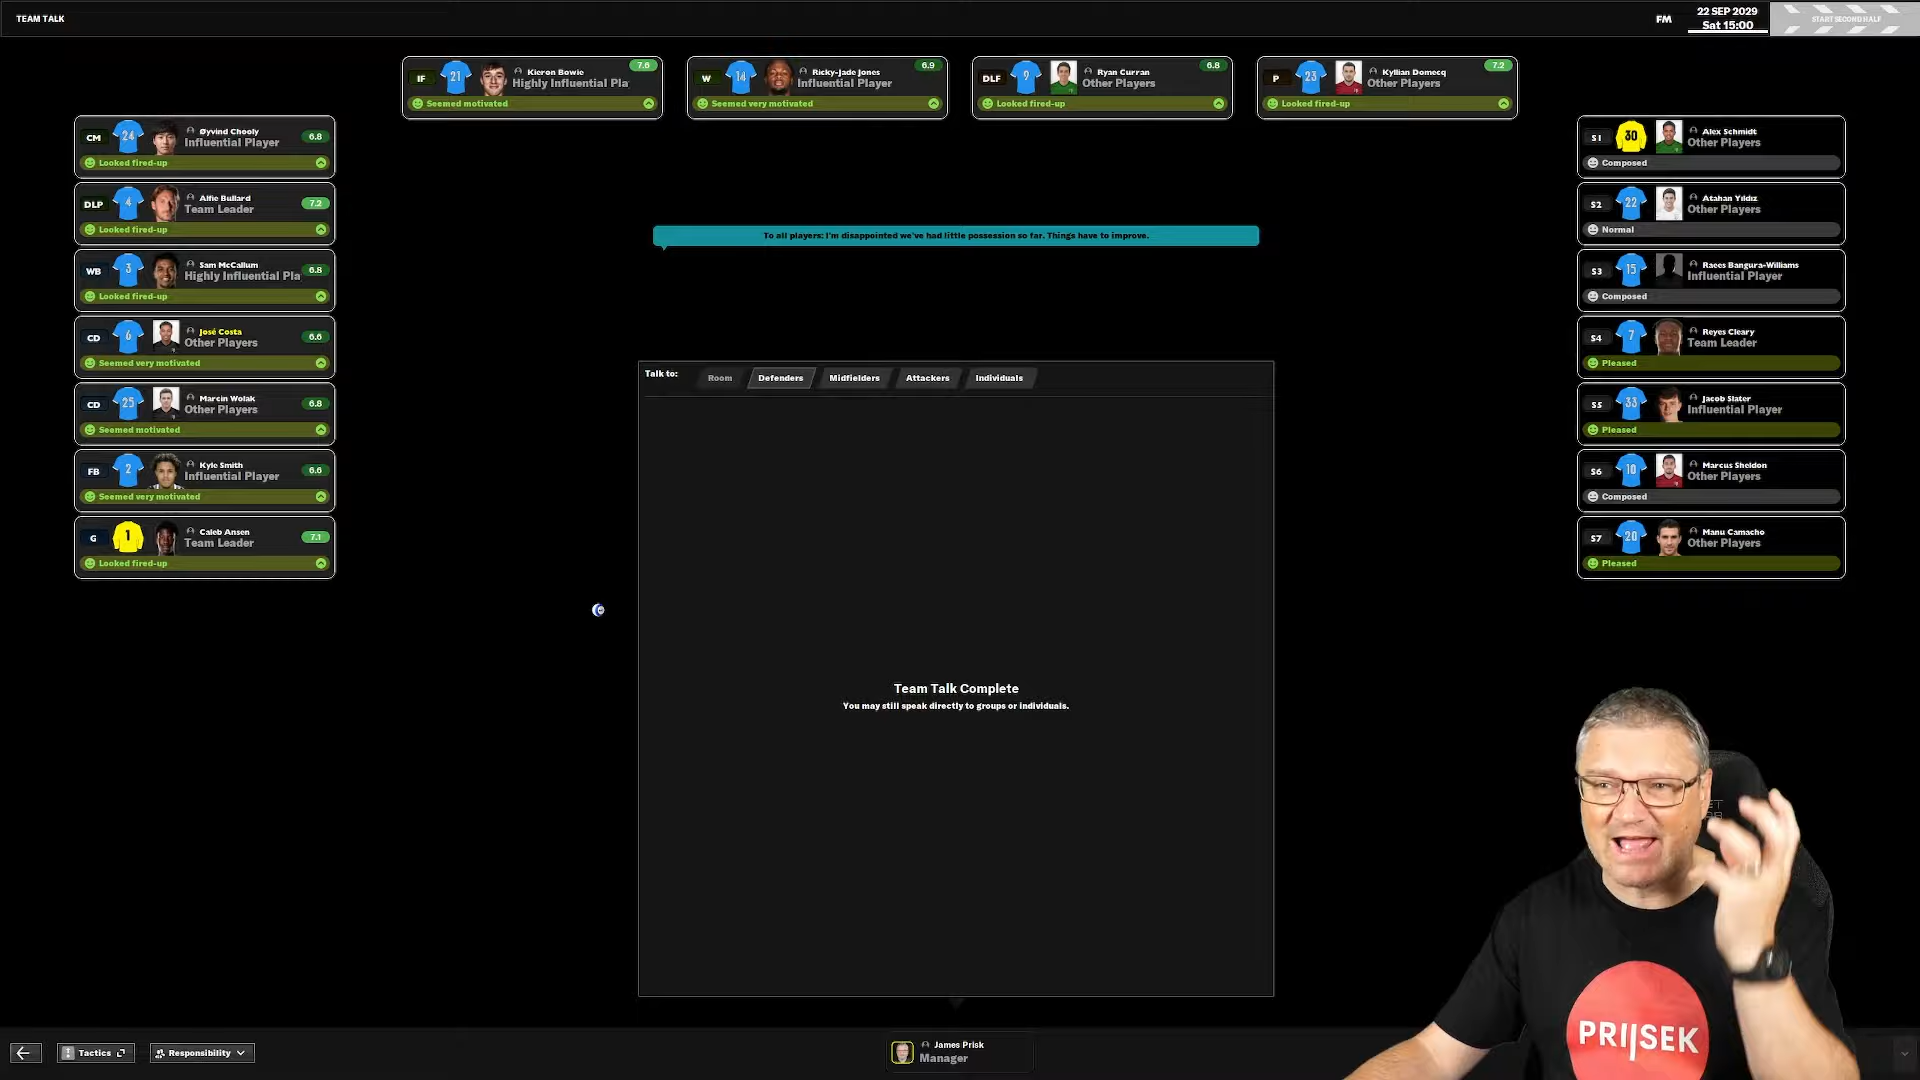 TEAM TALK
FM
22 SEP 2029
Sat 15:00
START SECOND HALF
IF
21
Kieron Bowie
Highly Influential Pla
Seemed motivated
W
14
Ricky-Jade Jones
6.9
Influential Player
Seemed very motivated
DLF
9
Ryan Curran
6.8
Other Players
Looked fired-up
P
23
Kyllian Domecq
7.2
Other Players
Looked fired-up
CM
24
Øyvind Chooly
6.8
Influential Player
Looked fired-up
DLP
4
Alfie Bullard
7.2
Team Leader
Looked fired-up
WB
3
Sam McCallum
6.8
Highly Influential Pla
Looked fired-up
CD
6
José Costa
6.6
Other Players
Seemed very motivated
CD
25
Marcin Wolak
6.8
Other Players
Seemed motivated
FB
2
Kyle Smith
6.6
Influential Player
Seemed very motivated
G
1
Caleb Ansen
7.1
Team Leader
Looked fired-up
To all players: I'm disappointed we've had little possession so far. Things have to improve.
Talk to:
Room
Defenders
Midfielders
Attackers
Individuals
Team Talk Complete
You may still speak directly to groups or individuals.
S1
30
Alex Schmidt
Other Players
Composed
S2
22
Atahan Yıldız
Other Players
Normal
S3
15
Raees Bangura-Williams
Influential Player
Composed
S4
7
Reyes Cleary
Team Leader
Pleased
S5
33
Jacob Slater
Influential Player
Pleased
S6
10
Marcus Sheldon
Other Players
Composed
S7
20
Manu Camacho
Other Players
Pleased
PRIJSEK
Tactics
Responsibility
James Prisk
Manager